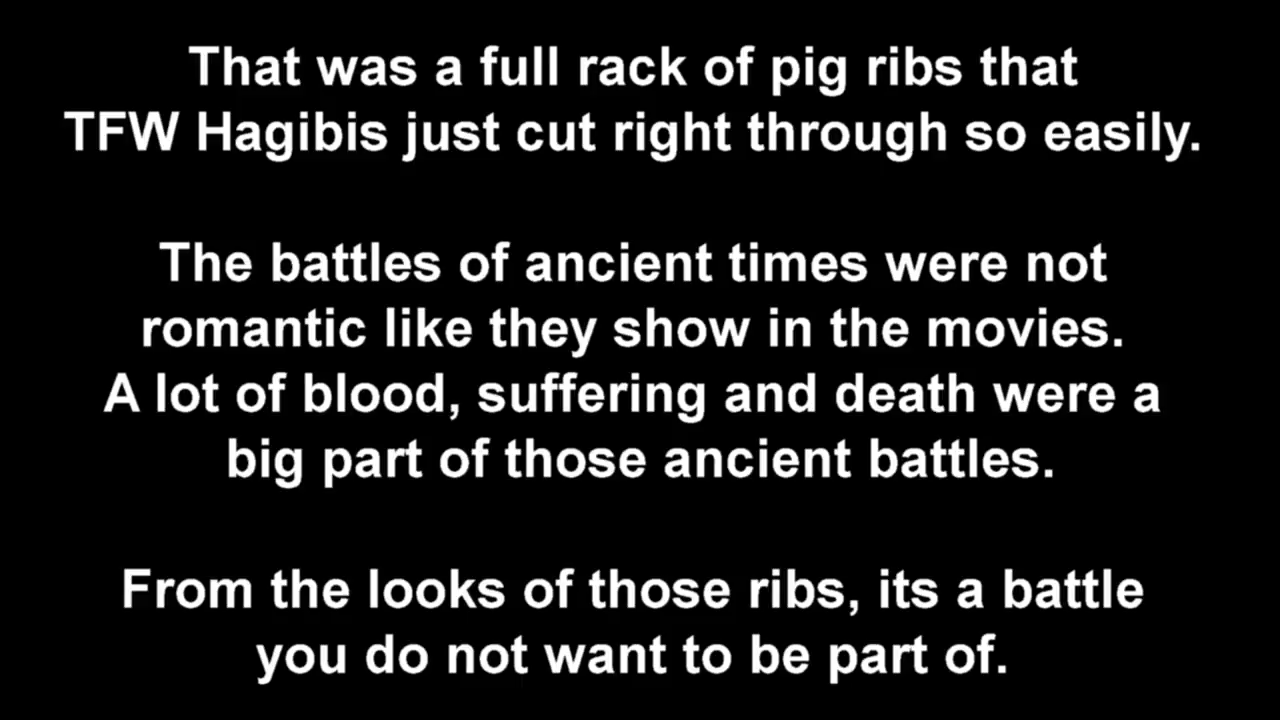 That was a full rack of pig ribs that
TFW Hagibis just cut right through so easily.
The battles of ancient times were not
romantic like they show in the movies.
A lot of blood, suffering and death were a
big part of those ancient battles.
From the looks of those ribs, its a battle
you do not want to be part of.